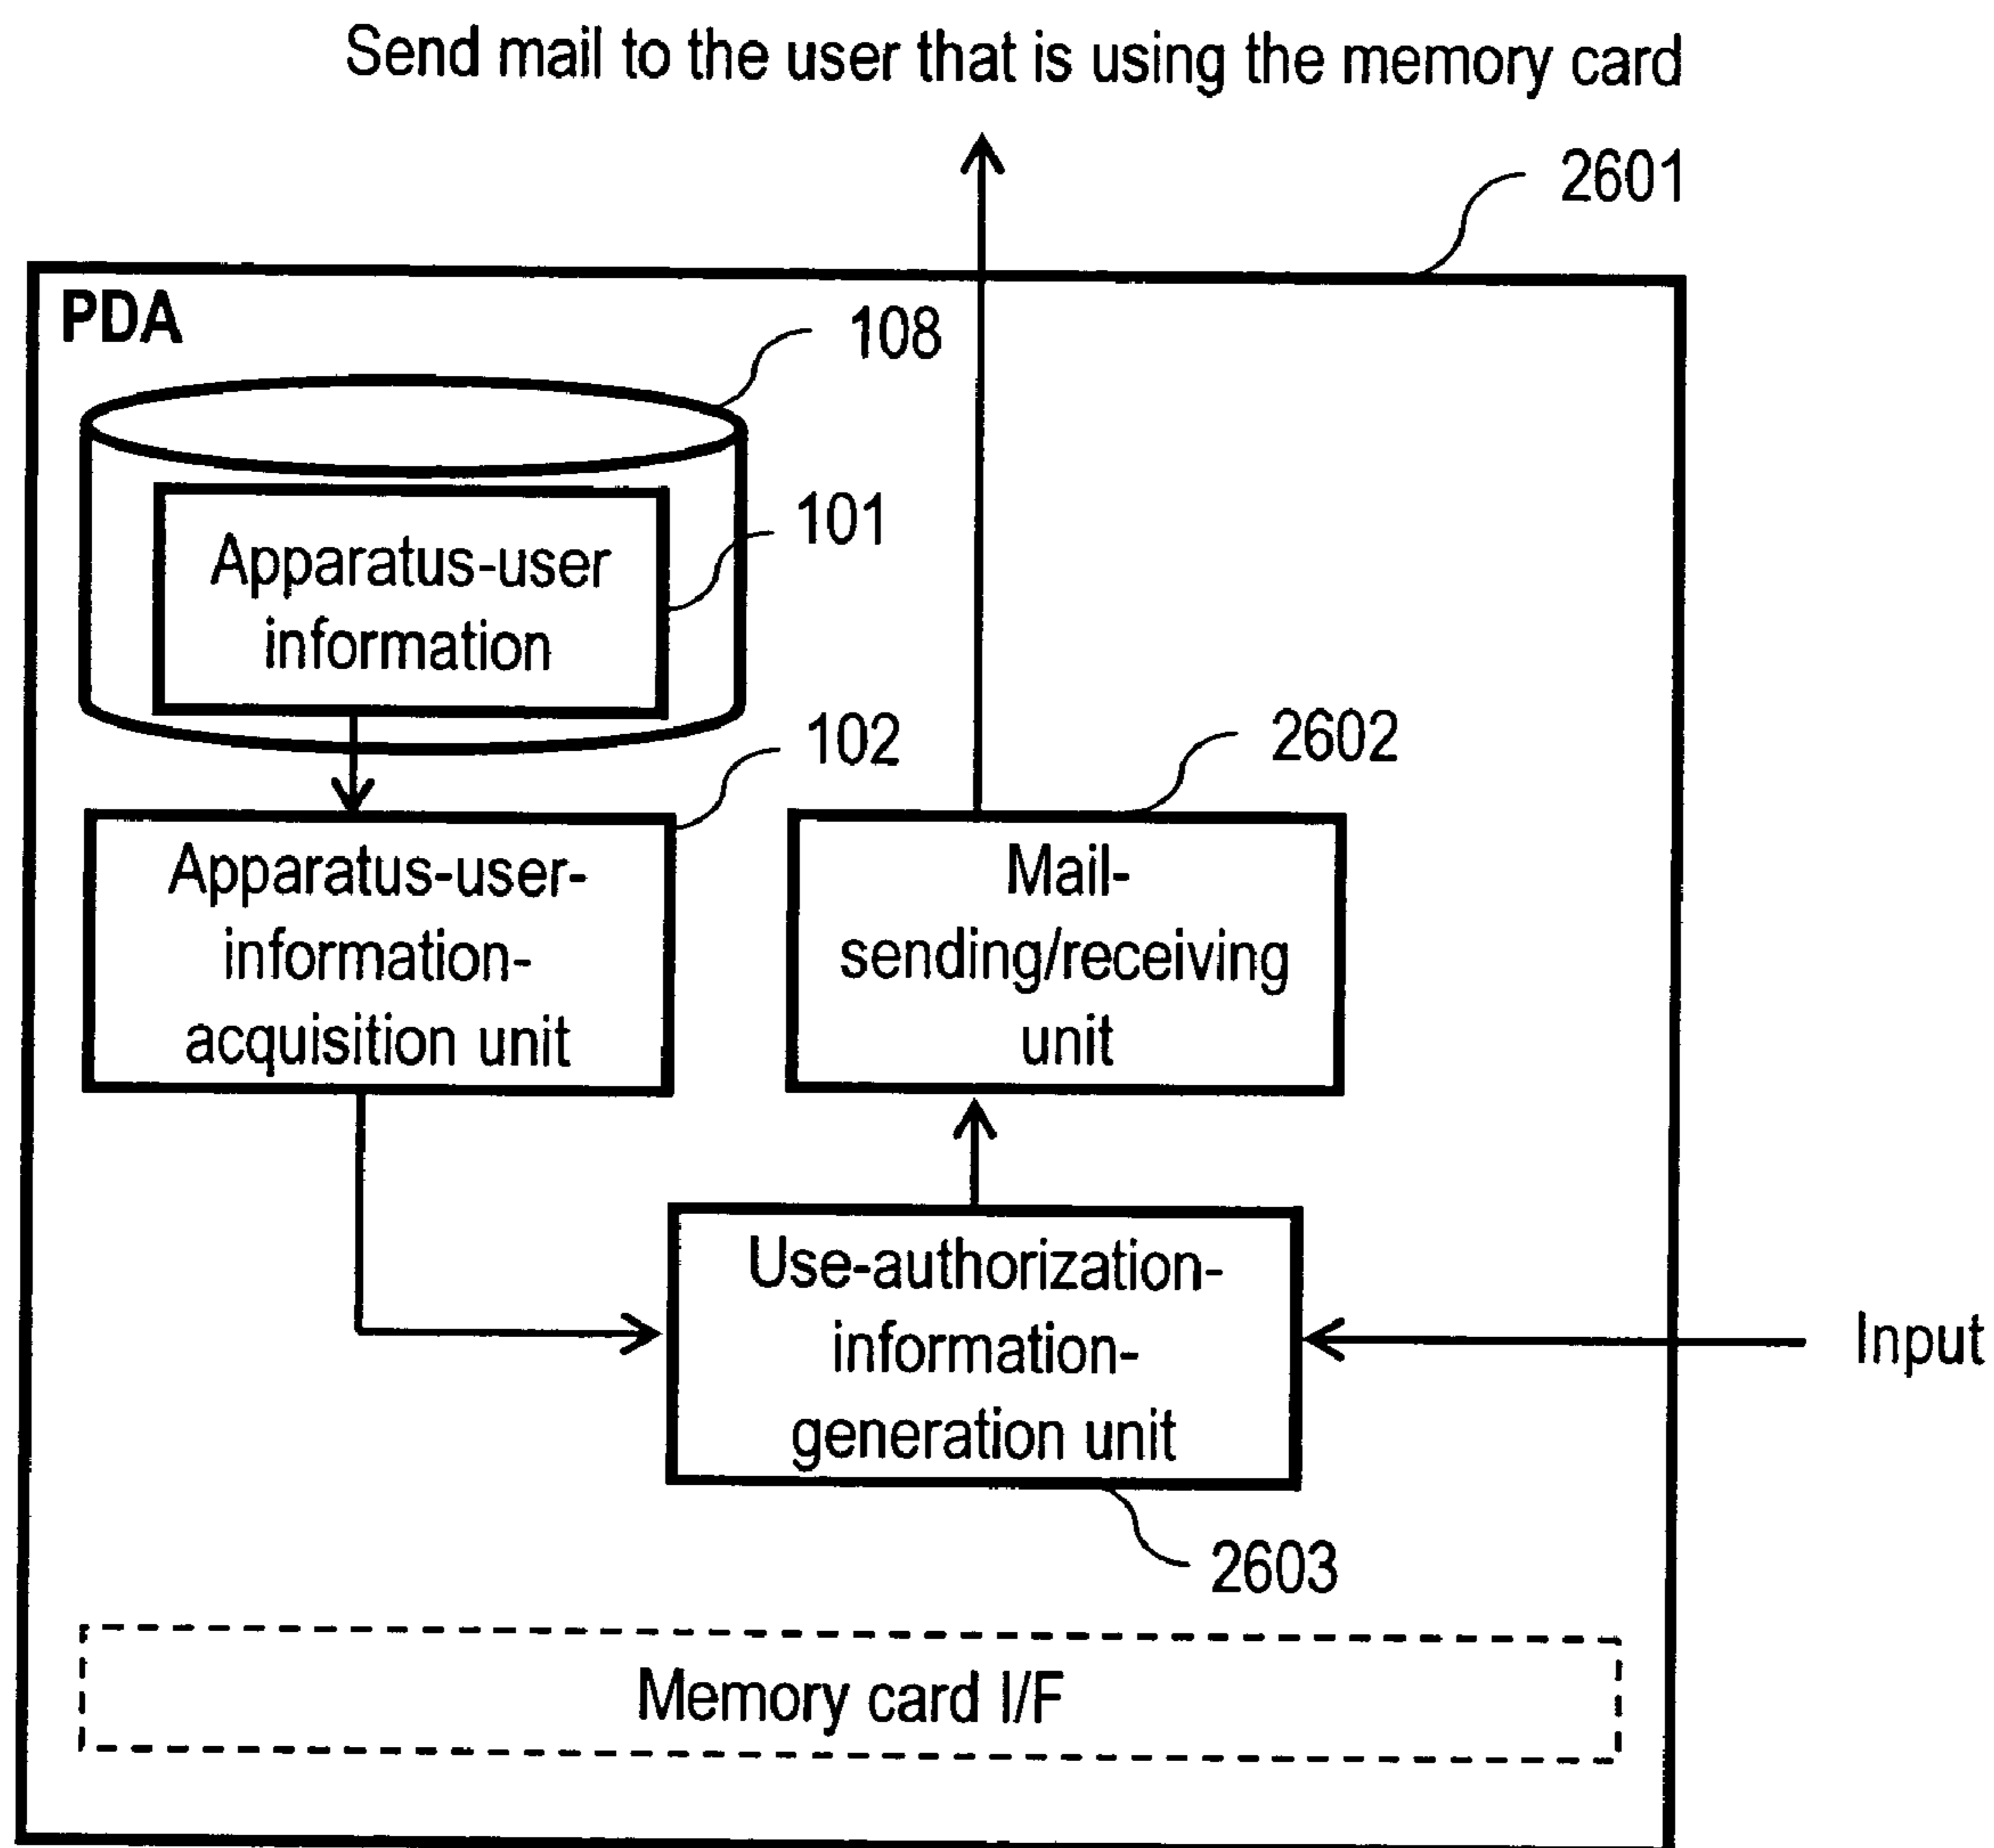 Send mail to the user that is using the memory card
2601
PDA
108
101
Apparatus-user
information
102
2602
Apparatus-user-
information-
acquisition unit
Mail-
sending/receiving
unit
Use-authorization-
information-
generation unit
Input
2603
Memory card I/F